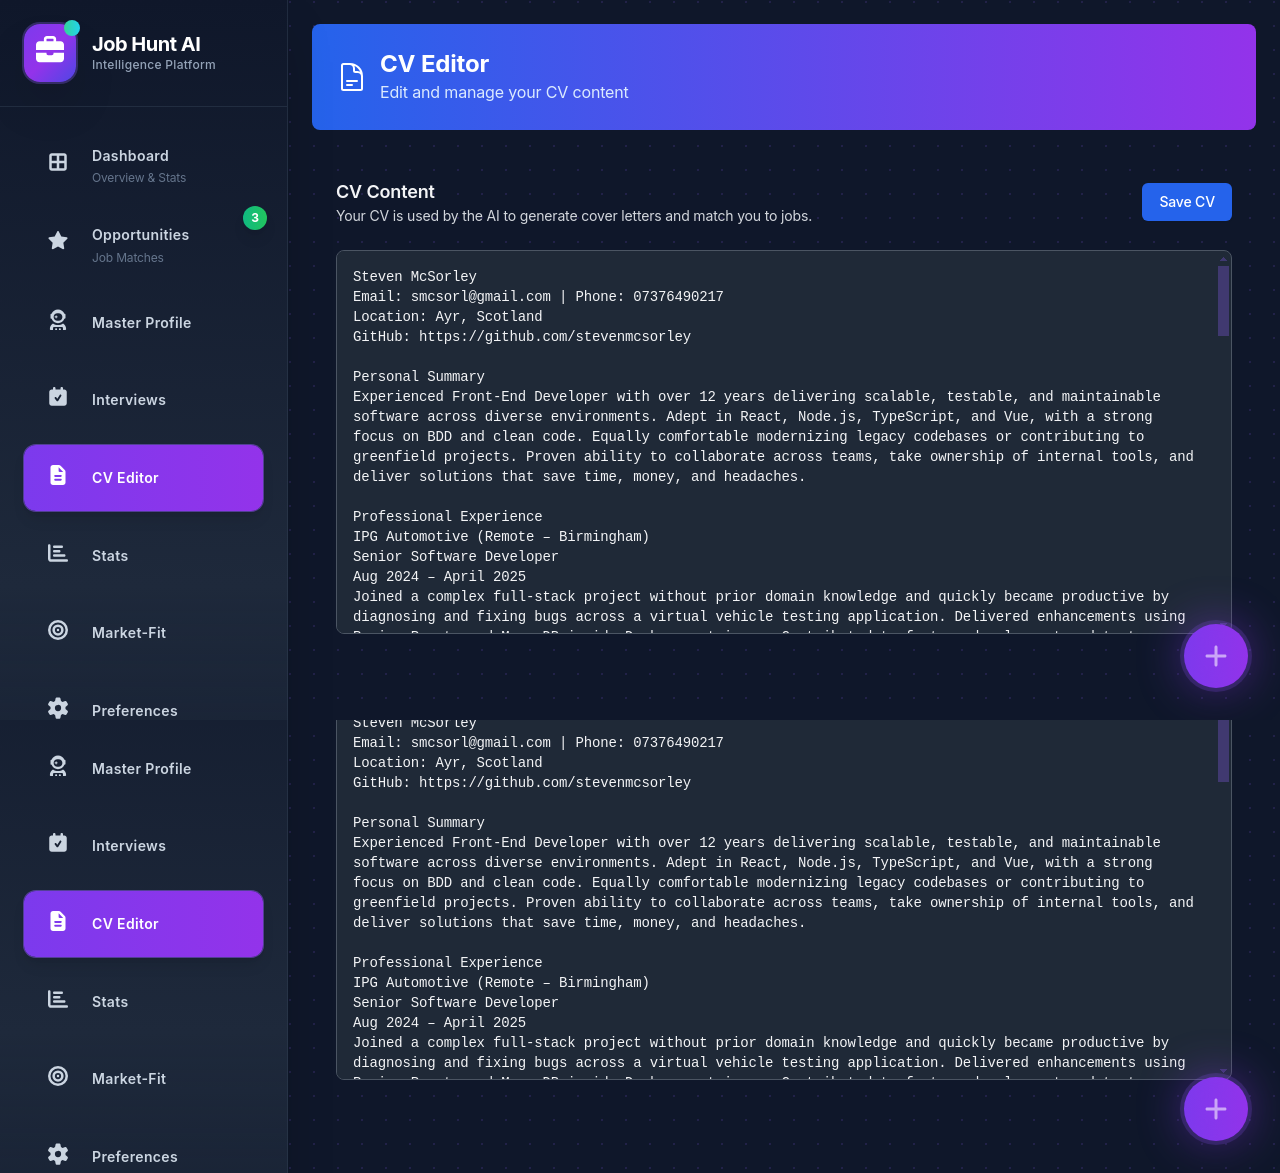 Job Hunt AI
Intelligence Platform
Dashboard
Overview & Stats
3
Opportunities
Job Matches
Master Profile
Interviews
CV Editor
Stats
Market-Fit
Preferences
Master Profile
Interviews
CV Editor
Stats
Market-Fit
Preferences
CV Editor
Edit and manage your CV content
CV Content
Your CV is used by the AI to generate cover letters and match you to jobs.
Save CV
Steven McSorley
Email: smcsorl@gmail.com | Phone: 07376490217
Location: Ayr, Scotland
GitHub: https://github.com/stevenmcsorley
Personal Summary
Experienced Front-End Developer with over 12 years delivering scalable, testable, and maintainable
software across diverse environments. Adept in React, Node.js, TypeScript, and Vue, with a strong
focus on BDD and clean code. Equally comfortable modernizing legacy codebases or contributing to
greenfield projects. Proven ability to collaborate across teams, take ownership of internal tools, and
deliver solutions that save time, money, and headaches.
Professional Experience
IPG Automotive (Remote – Birmingham)
Senior Software Developer
Aug 2024 – April 2025
Joined a complex full-stack project without prior domain knowledge and quickly became productive by
diagnosing and fixing bugs across a virtual vehicle testing application. Delivered enhancements using
Steven McSorley
Email: smcsorl@gmail.com | Phone: 07376490217
Location: Ayr, Scotland
GitHub: https://github.com/stevenmcsorley
Personal Summary
Experienced Front-End Developer with over 12 years delivering scalable, testable, and maintainable
software across diverse environments. Adept in React, Node.js, TypeScript, and Vue, with a strong
focus on BDD and clean code. Equally comfortable modernizing legacy codebases or contributing to
greenfield projects. Proven ability to collaborate across teams, take ownership of internal tools, and
deliver solutions that save time, money, and headaches.
Professional Experience
IPG Automotive (Remote – Birmingham)
Senior Software Developer
Aug 2024 – April 2025
Joined a complex full-stack project without prior domain knowledge and quickly became productive by
diagnosing and fixing bugs across a virtual vehicle testing application. Delivered enhancements using